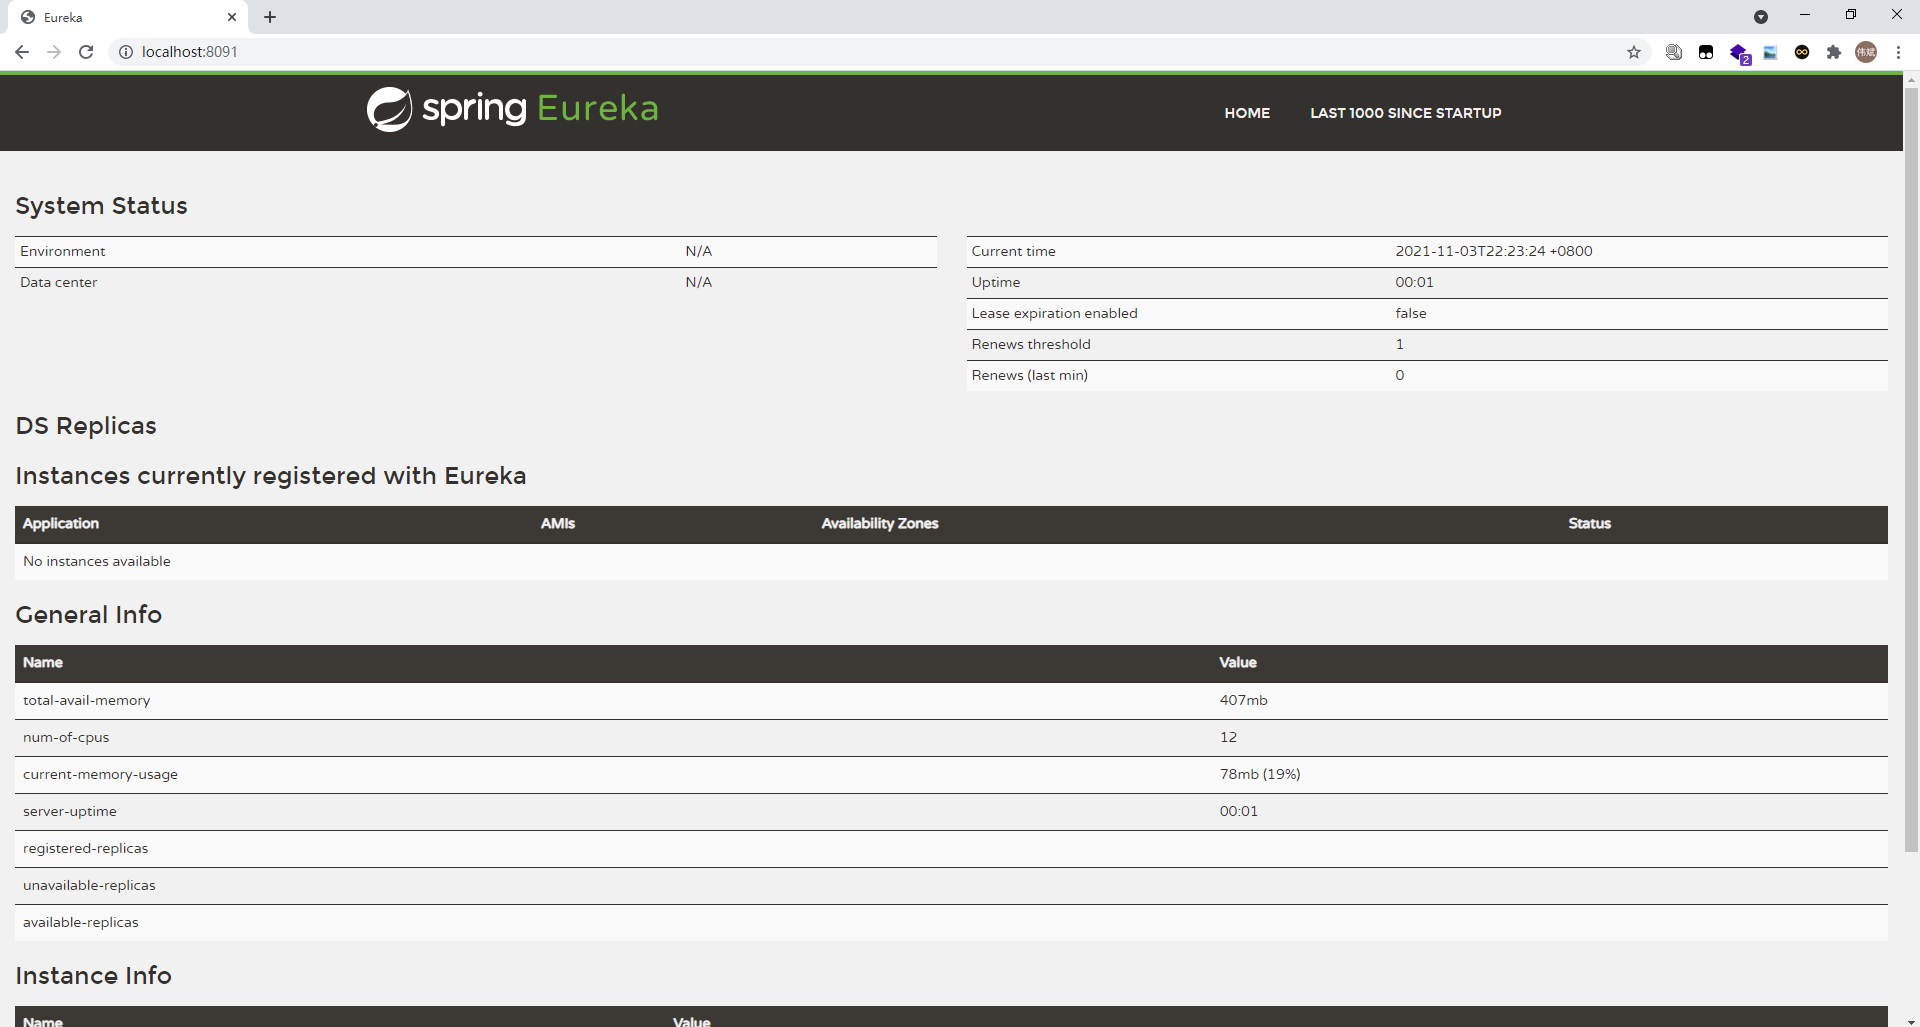 Eureka
localhost:8091
2
伟斌
spring Eureka
HOME
LAST 1000 SINCE STARTUP
System Status
Environment N/A
Data center N/A
Current time 2021-11-03T22:23:24 +0800
Uptime 00:01
Lease expiration enabled false
Renews threshold 1
Renews (last min) 0
DS Replicas
Instances currently registered with Eureka
Application AMIs Availability Zones Status
No instances available
General Info
Name Value
total-avail-memory 407mb
num-of-cpus 12
current-memory-usage 78mb (19%)
server-uptime 00:01
registered-replicas
unavailable-replicas
available-replicas
Instance Info
Name Value